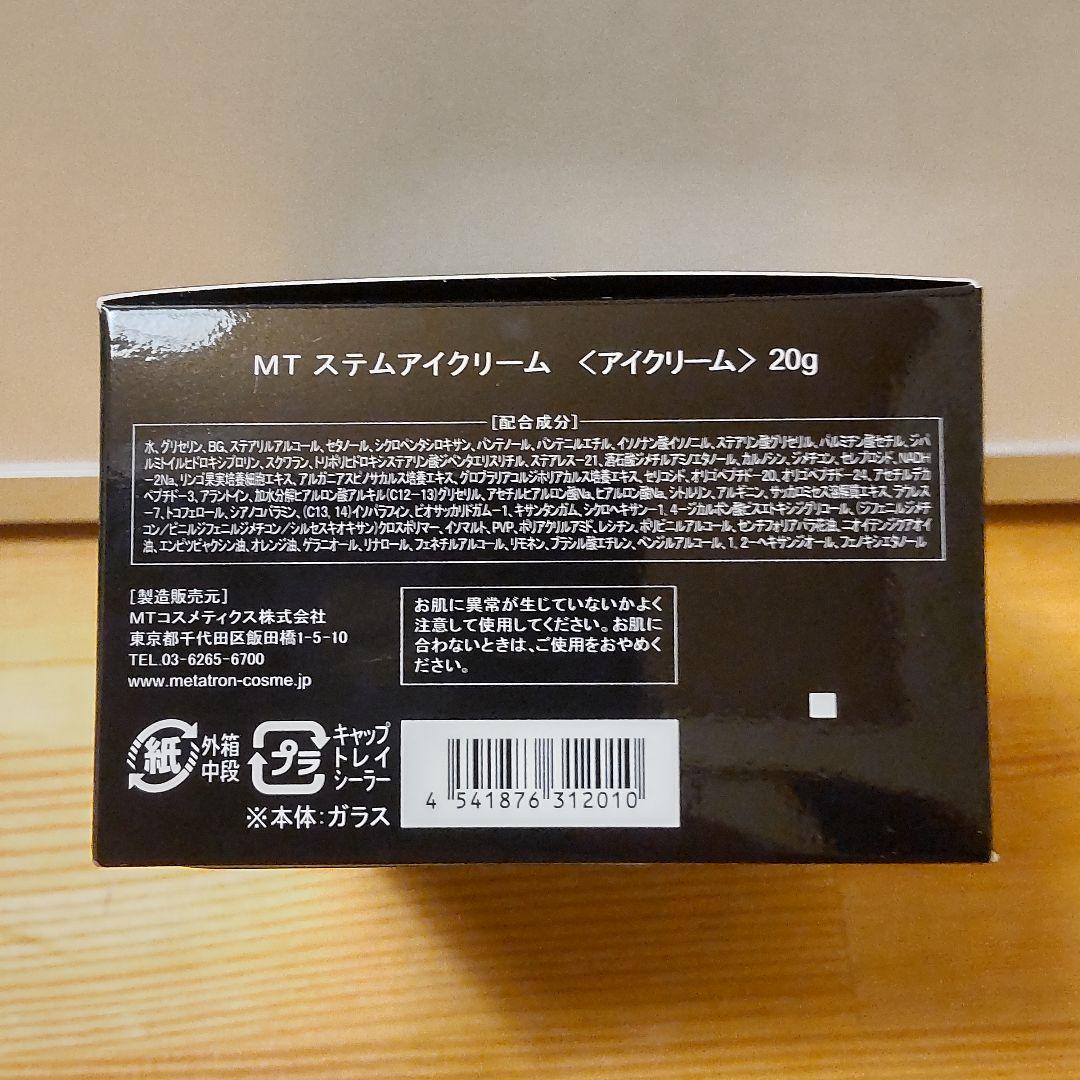 MT ステムアイクリーム 〈アイクリーム〉 20g
[配合成分]
水、グリセリン、BG、ステアリルアルコール、セタノール、シクロペンタシロキサン、パンテノール、パンテニルエチル、イソノナン酸イソノニル、ステアリン酸グリセリル、パルミチン酸セチル、ジパ
ルミトイルヒドロキシプロリン、スクワラン、トリポリヒドロキシステアリン酸ジペンタエリスリチル、ステアレス-21、酒石酸ジメチルアミノエタノール、カルノシン、ジメチエン、セレブロシド、NADH
-2Na、リンゴ果実培養細胞エキス、アルガニアスピノサカルス培養エキス、グロブラリアコルジホリアカルス培養エキス、セリコシド、オリゴペプチド-20、オリゴペプチド-24、アセチルデカ
ペプチド-3、アラントイン、加水分解ヒアルロン酸アルキル(C12-13)グリセリル、アセチルヒアルロン酸Na、ヒアルロン酸Na、シトルリン、アルギニン、サッカロミセス溶解質エキス、ラウレス
-7、トコフェロール、シアノコバラミン、(C13, 14)イソパラフィン、ビオサッカリドガム-1、キサンタンガム、シクロヘキサン-1, 4-ジカルボン酸ビスエトキシジグリコール、(ジフェニルジメチ
コン/ビニルジフェニルジメチコン/シルセスキオキサン)クロスポリマー、イソマルト、PVP、ポリアクリルアミド、レシチン、ポリビニルアルコール、センチフォリアバラ花油、ニオイテンジクアオイ
油、エンピツビャクシン油、オレンジ油、ゲラニオール、リナロール、フェネチルアルコール、リモネン、ブラシル酸エチレン、ベンジルアルコール、1, 2-ヘキサンジオール、フェノキシエタノール
[製造販売元]
MTコスメティクス株式会社
東京都千代田区飯田橋1-5-10
TEL.03-6265-6700
www.metatron-cosme.jp
お肌に異常が生じていないかよく
注意して使用してください。お肌に
合わないときは、ご使用をおやめく
ださい。
紙 外箱
中段
プラ キャップ
トレイ
シーラー
※本体：ガラス
4 541876 312010